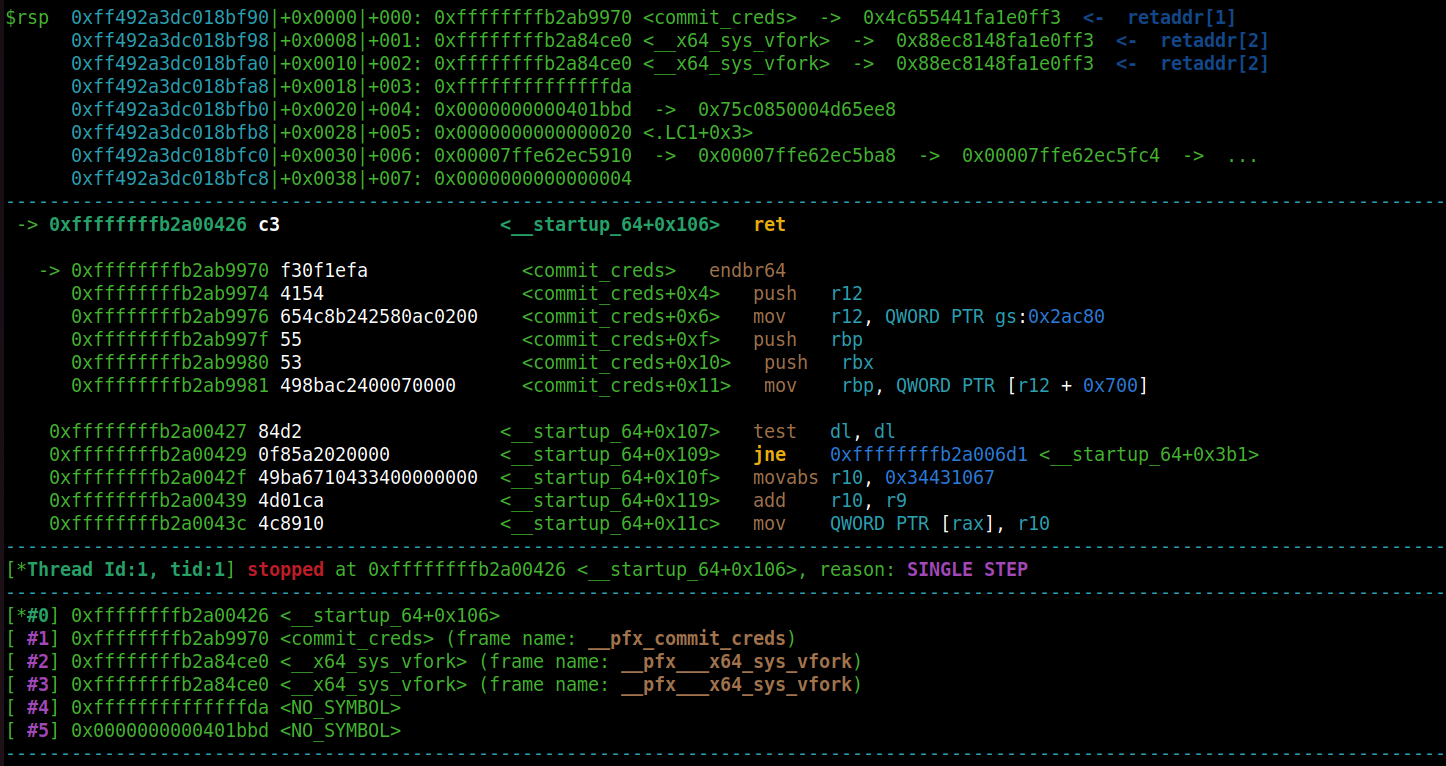 $rsp  0xff492a3dc018bf90|+0x0000|+000: 0xffffffffb2ab9970 <commit_creds>  ->  0x4c655441fa1e0ff3  <-  retaddr[1]
      0xff492a3dc018bf98|+0x0008|+001: 0xffffffffb2a84ce0 <__x64_sys_vfork>  ->  0x88ec8148fa1e0ff3  <-  retaddr[2]
      0xff492a3dc018bfa0|+0x0010|+002: 0xffffffffb2a84ce0 <__x64_sys_vfork>  ->  0x88ec8148fa1e0ff3  <-  retaddr[2]
      0xff492a3dc018bfa8|+0x0018|+003: 0xffffffffffffffda
      0xff492a3dc018bfb0|+0x0020|+004: 0x0000000000401bbd  ->  0x75c0850004d65ee8
      0xff492a3dc018bfb8|+0x0028|+005: 0x0000000000000020 <.LC1+0x3>
      0xff492a3dc018bfc0|+0x0030|+006: 0x00007ffe62ec5910  ->  0x00007ffe62ec5ba8  ->  0x00007ffe62ec5fc4  ->  ...
      0xff492a3dc018bfc8|+0x0038|+007: 0x0000000000000004
 -> 0xffffffffb2a00426 c3                      <__startup_64+0x106>   ret
   -> 0xffffffffb2ab9970 f30f1efa              <commit_creds>   endbr64
      0xffffffffb2ab9974 4154                  <commit_creds+0x4>   push   r12
      0xffffffffb2ab9976 654c8b242580ac0200    <commit_creds+0x6>   mov    r12, QWORD PTR gs:0x2ac80
      0xffffffffb2ab997f 55                    <commit_creds+0xf>   push   rbp
      0xffffffffb2ab9980 53                    <commit_creds+0x10>   push   rbx
      0xffffffffb2ab9981 498bac2400070000      <commit_creds+0x11>   mov    rbp, QWORD PTR [r12 + 0x700]
    0xffffffffb2a00427 84d2                    <__startup_64+0x107>   test   dl, dl
    0xffffffffb2a00429 0f85a2020000            <__startup_64+0x109>   jne    0xffffffffb2a006d1 <__startup_64+0x3b1>
    0xffffffffb2a0042f 49ba6710433400000000    <__startup_64+0x10f>   movabs r10, 0x34431067
    0xffffffffb2a00439 4d01ca                  <__startup_64+0x119>   add    r10, r9
    0xffffffffb2a0043c 4c8910                  <__startup_64+0x11c>   mov    QWORD PTR [rax], r10
[*Thread Id:1, tid:1] stopped at 0xffffffffb2a00426 <__startup_64+0x106>, reason: SINGLE STEP
[*#0] 0xffffffffb2a00426 <__startup_64+0x106>
[ #1] 0xffffffffb2ab9970 <commit_creds> (frame name: __pfx_commit_creds)
[ #2] 0xffffffffb2a84ce0 <__x64_sys_vfork> (frame name: __pfx___x64_sys_vfork)
[ #3] 0xffffffffb2a84ce0 <__x64_sys_vfork> (frame name: __pfx___x64_sys_vfork)
[ #4] 0xffffffffffffffda <NO_SYMBOL>
[ #5] 0x0000000000401bbd <NO_SYMBOL>